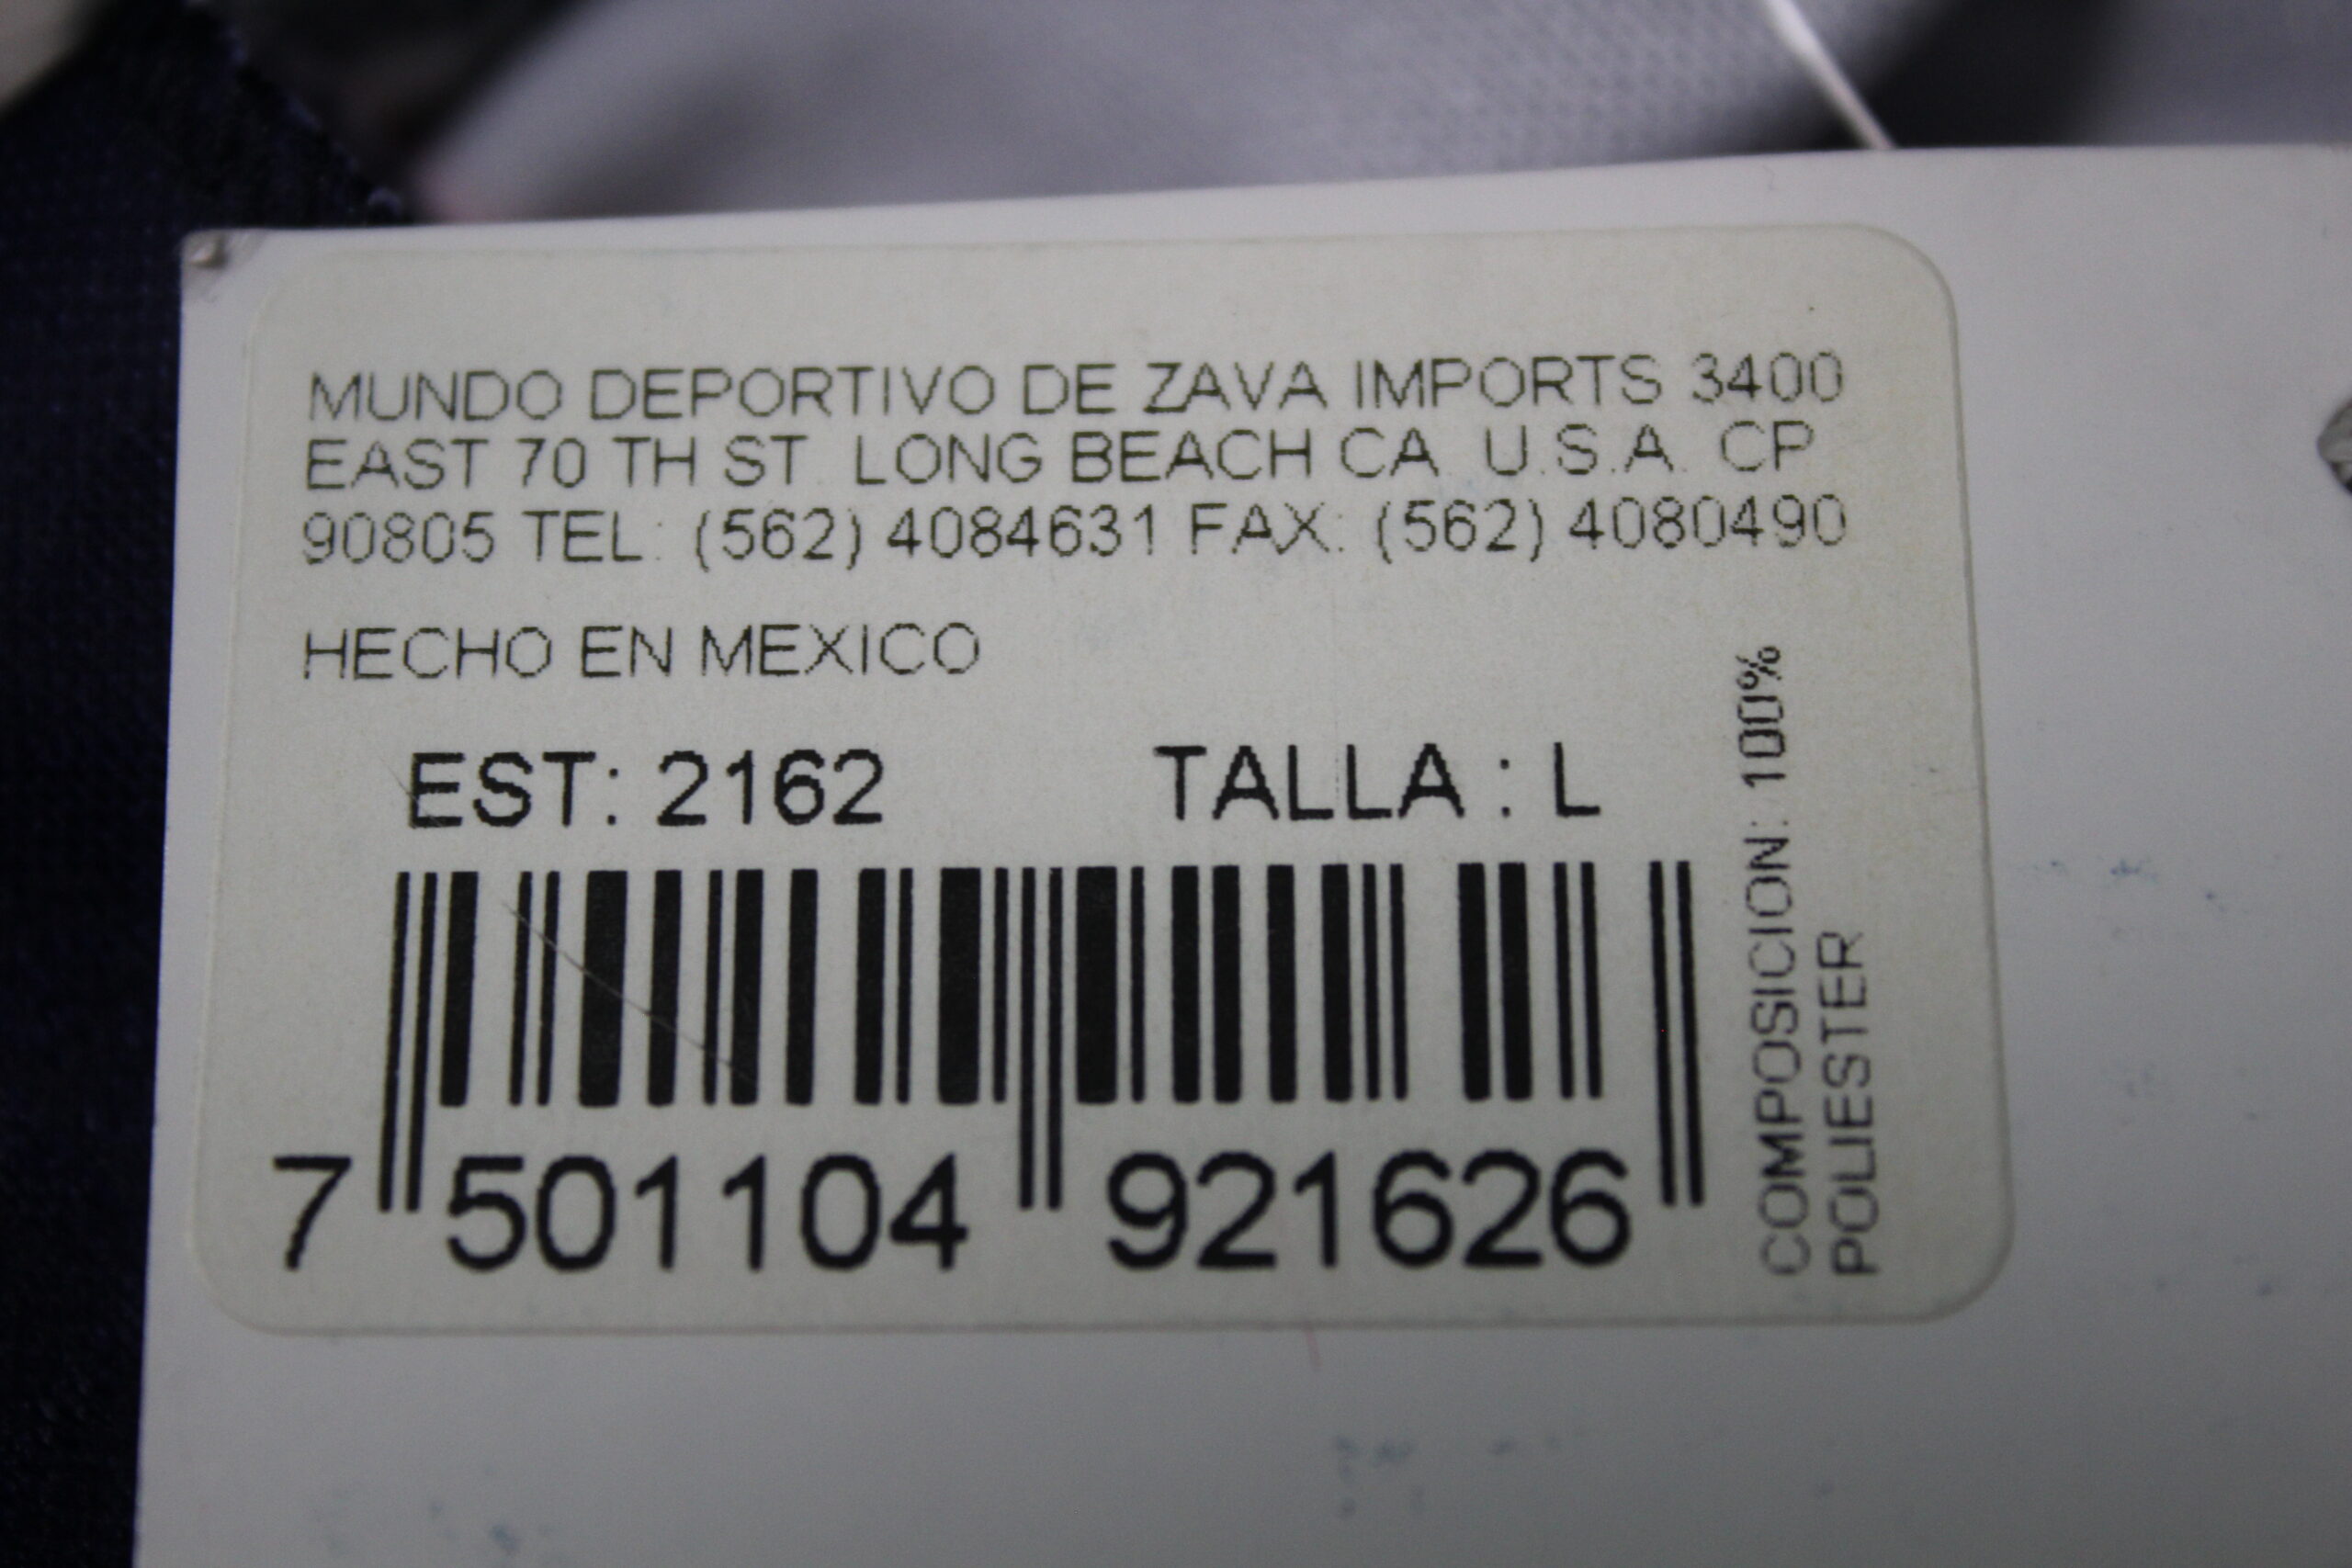 MUNDO DEPORTIVO DE ZAVA IMPORTS 3400
EAST 70 TH ST. LONG BEACH CA. U.S.A. CP
90805 TEL: (562) 4084631 FAX: (562) 4080490
HECHO EN MEXICO
EST: 2162 TALLA : L
7 501104 921626
COMPOSICION: 100%
POLIESTER